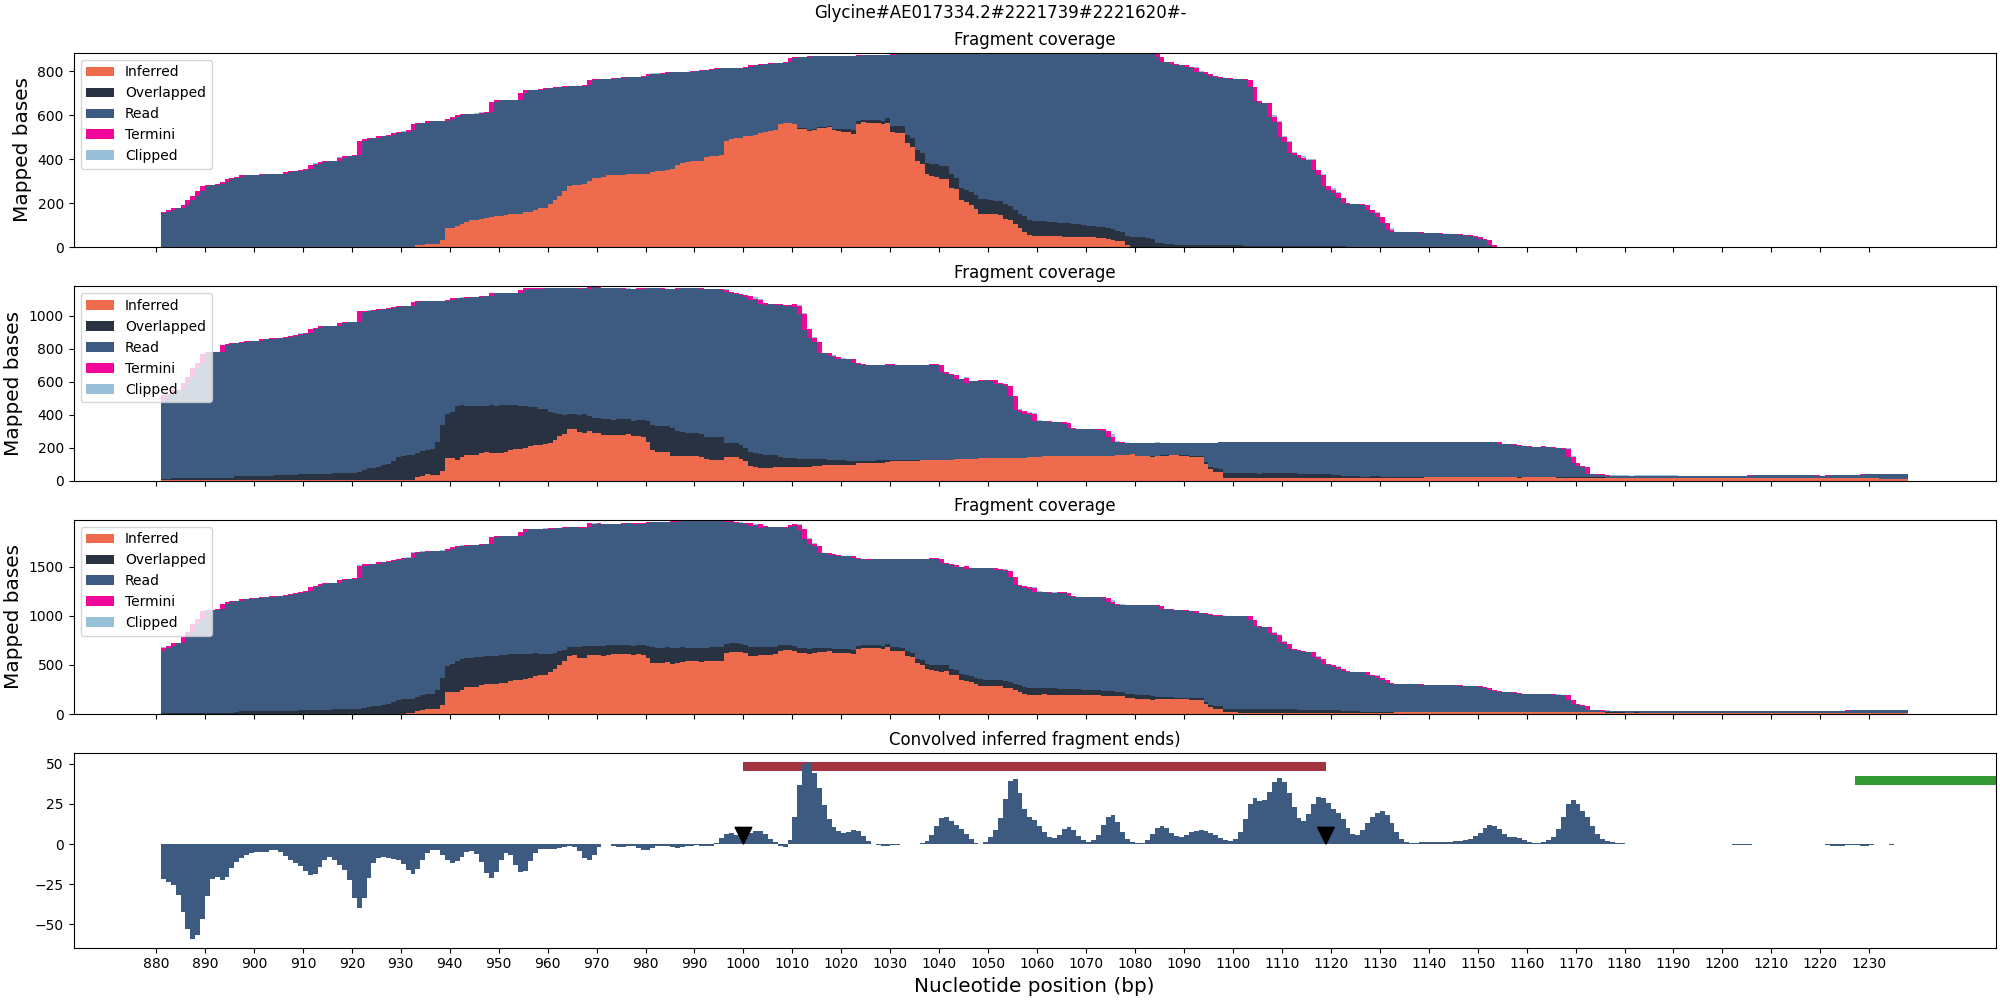 Glycine#AE017334.2#2221739#2221620#-
Fragment coverage
Mapped bases
800
600
400
200
0
Inferred
Overlapped
Read
Termini
Clipped
Fragment coverage
Mapped bases
1000
800
600
400
200
0
Inferred
Overlapped
Read
Termini
Clipped
Fragment coverage
Mapped bases
1500
1000
500
0
Inferred
Overlapped
Read
Termini
Clipped
Convolved inferred fragment ends)
50
25
0
−25
−50
880 890 900 910 920 930 940 950 960 970 980 990 1000 1010 1020 1030 1040 1050 1060 1070 1080 1090 1100 1110 1120 1130 1140 1150 1160 1170 1180 1190 1200 1210 1220 1230
Nucleotide position (bp)